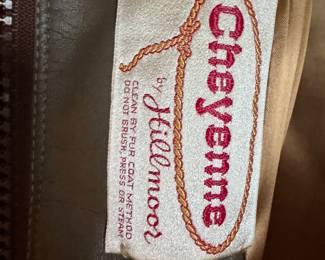 Cheyenne
by Hillmoor
CLEAN BY FUR COAT METHOD
DO NOT BRUSH, PRESS OR STEAM